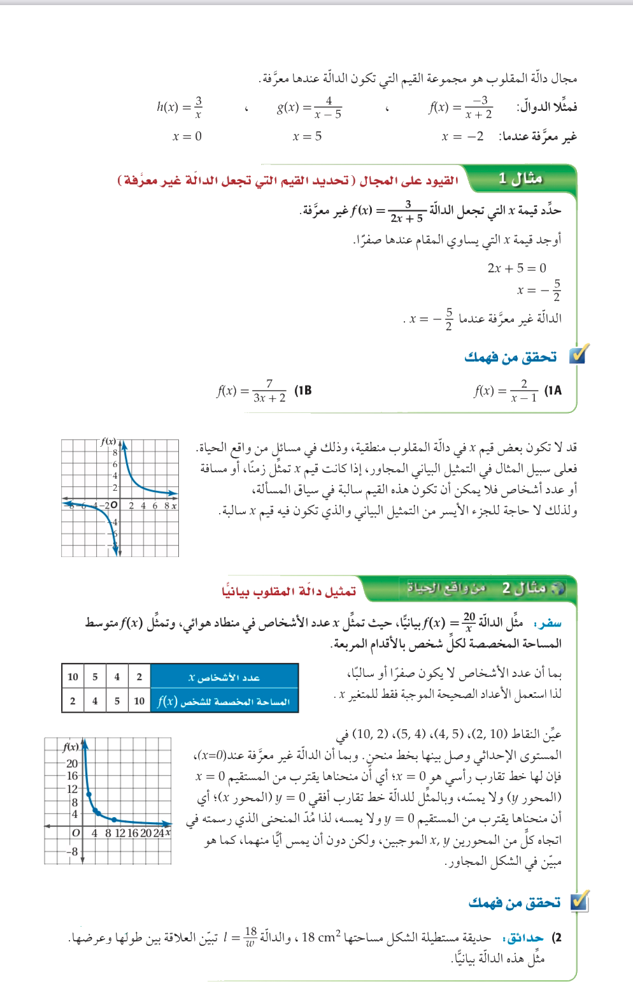 مجال دالّة المقلوب هو مجموعة القيم التي تكون الدالّة عندها معرَّفة.
فمثِّلا الدوالّ: f(x) = −3/(x + 2) ، g(x) = 4/(x − 5) ، h(x) = 3/x
غير معرَّفة عندما: x = −2 x = 5 x = 0
مثال 1 القيود على المجال ( تحديد القيم التي تجعل الدالّة غير معرَّفة )
حدِّد قيمة x التي تجعل الدالّة f(x) = 3/(2x + 5) غير معرَّفة.
أوجد قيمة x التي يساوي المقام عندها صفرًا.
2x + 5 = 0
x = − 5/2
الدالّة غير معرَّفة عندما x = − 5/2 .
تحقق من فهمك
1A) f(x) = 2/(x − 1) 1B) f(x) = 7/(3x + 2)
قد لا تكون بعض قيم x في دالّة المقلوب منطقية، وذلك في مسائل من واقع الحياة.
فعلى سبيل المثال في التمثيل البياني المجاور، إذا كانت قيم x تمثِّل زمنًا، أو مسافة
أو عدد أشخاص فلا يمكن أن تكون هذه القيم سالبة في سياق المسألة،
ولذلك لا حاجة للجزء الأيسر من التمثيل البياني والذي تكون فيه قيم x سالبة.
f(x)
8
6
4
2
−8 −6 −4 −2 O 2 4 6 8 x
−4
−6
−8
مثال 2 من واقع الحياة تمثيل دالّة المقلوب بيانيًّا
سفر: مثِّل الدالّة f(x) = 20/x بيانيًّا، حيث تمثِّل x عدد الأشخاص في منطاد هوائي، وتمثِّل f(x) متوسط
المساحة المخصصة لكلِّ شخص بالأقدام المربعة.
بما أن عدد الأشخاص لا يكون صفرًا أو سالبًا،
لذا استعمل الأعداد الصحيحة الموجبة فقط للمتغير x .
عدد الأشخاص x 2 4 5 10
المساحة المخصصة للشخص f(x) 10 5 4 2
عيِّن النقاط (2, 10)، (4, 5)، (5, 4)، (10, 2) في
المستوى الإحداثي وصل بينها بخط منحنٍ. وبما أن الدالّة غير معرَّفة عند(x=0)،
فإن لها خط تقارب رأسي هو x = 0؛ أي أن منحناها يقترب من المستقيم x = 0
(المحور y) ولا يمسّه، وبالمثْل للدالّة خط تقارب أفقي y = 0 (المحور x)؛ أي
أن منحناها يقترب من المستقيم y = 0 ولا يمسه، لذا مُدّ المنحنى الذي رسمته في
اتجاه كلٍّ من المحورين x, y الموجبين، ولكن دون أن يمس أيًّا منهما، كما هو
مبيّن في الشكل المجاور.
f(x)
20
16
12
8
4
O 4 8 12 16 20 24 x
−8
تحقق من فهمك
2) حدائق: حديقة مستطيلة الشكل مساحتها 18 cm² ، والدالّة l = 18/w تبيّن العلاقة بين طولها وعرضها.
مثِّل هذه الدالة بيانيًّا.